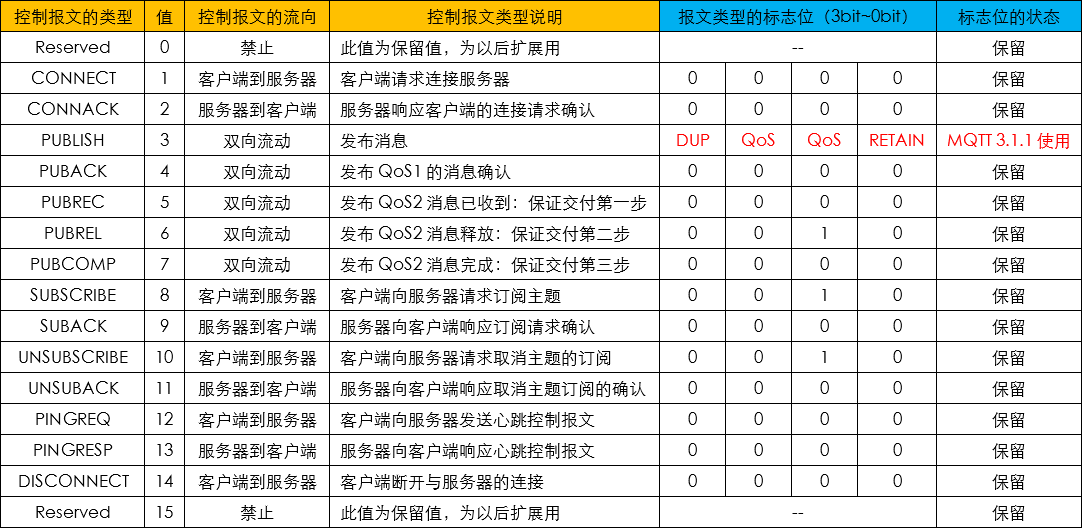 控制报文的类型 值 控制报文的流向 控制报文类型说明 报文类型的标志位（3bit~0bit） 标志位的状态
Reserved 0 禁止 此值为保留值，为以后扩展用 -- 保留
CONNECT 1 客户端到服务器 客户端请求连接服务器 0 0 0 0 保留
CONNACK 2 服务器到客户端 服务器响应客户端的连接请求确认 0 0 0 0 保留
PUBLISH 3 双向流动 发布消息 DUP QoS QoS RETAIN MQTT 3.1.1 使用
PUBACK 4 双向流动 发布 QoS1 的消息确认 0 0 0 0 保留
PUBREC 5 双向流动 发布 QoS2 消息已收到：保证交付第一步 0 0 0 0 保留
PUBREL 6 双向流动 发布 QoS2 消息释放：保证交付第二步 0 0 1 0 保留
PUBCOMP 7 双向流动 发布 QoS2 消息完成：保证交付第三步 0 0 0 0 保留
SUBSCRIBE 8 客户端到服务器 客户端向服务器请求订阅主题 0 0 1 0 保留
SUBACK 9 服务器到客户端 服务器向客户端响应订阅请求确认 0 0 0 0 保留
UNSUBSCRIBE 10 客户端到服务器 客户端向服务器请求取消主题的订阅 0 0 1 0 保留
UNSUBACK 11 服务器到客户端 服务器向客户端响应取消主题订阅的确认 0 0 0 0 保留
PINGREQ 12 客户端到服务器 客户端向服务器发送心跳控制报文 0 0 0 0 保留
PINGRESP 13 服务器到客户端 服务器向客户端响应心跳控制报文 0 0 0 0 保留
DISCONNECT 14 客户端到服务器 客户端断开与服务器的连接 0 0 0 0 保留
Reserved 15 禁止 此值为保留值，为以后扩展用 -- 保留